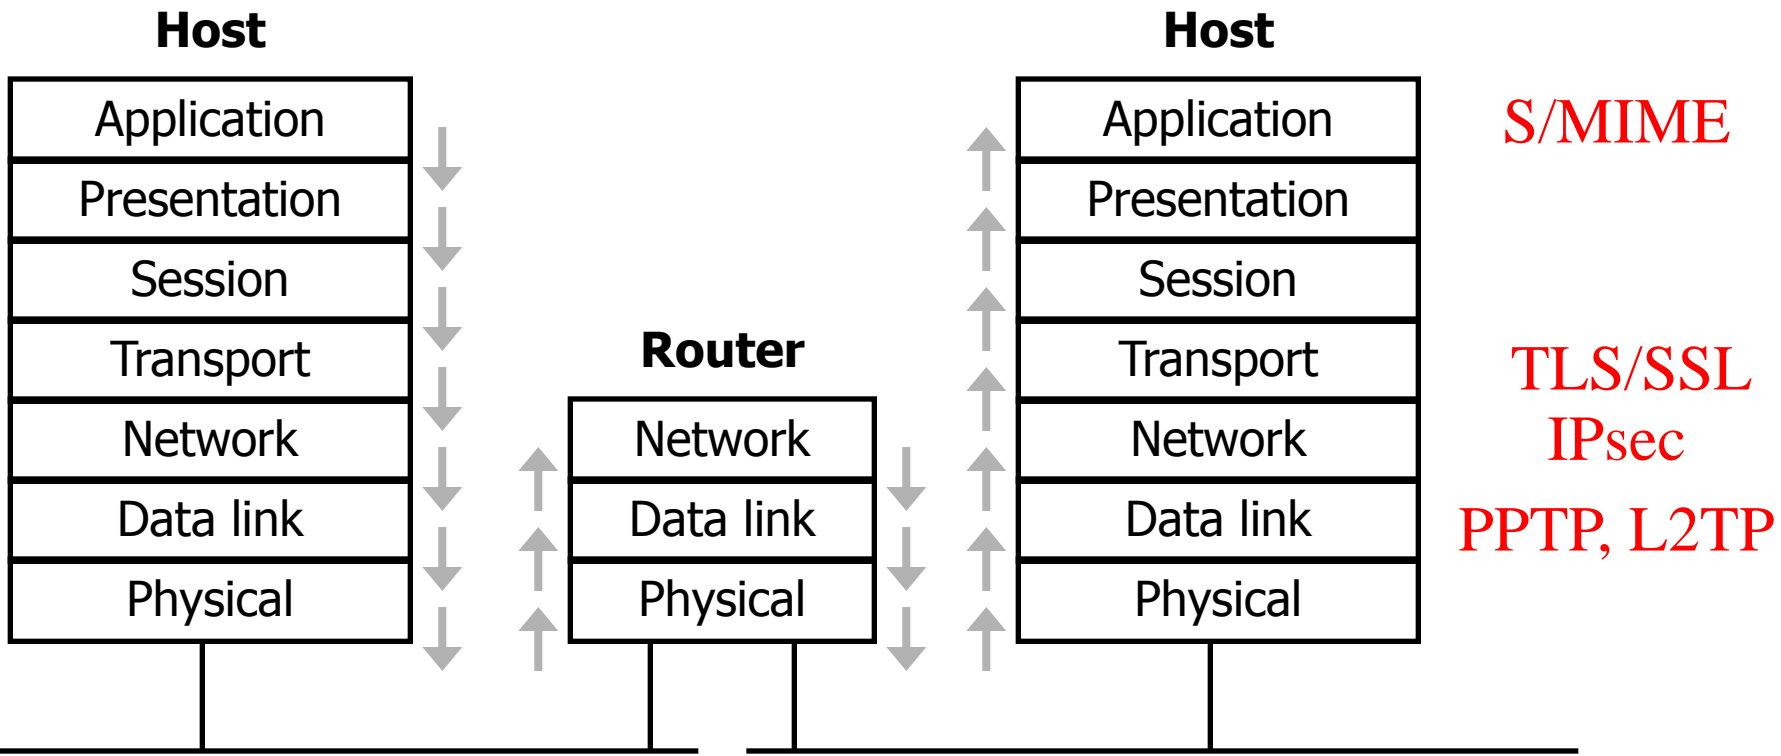 Host
Application
Presentation
Session
Transport
Network
Data link
Physical
Router
Network
Data link
Physical
Host
Application
Presentation
Session
Transport
Network
Data link
Physical
S/MIME
TLS/SSL
IPsec
PPTP, L2TP